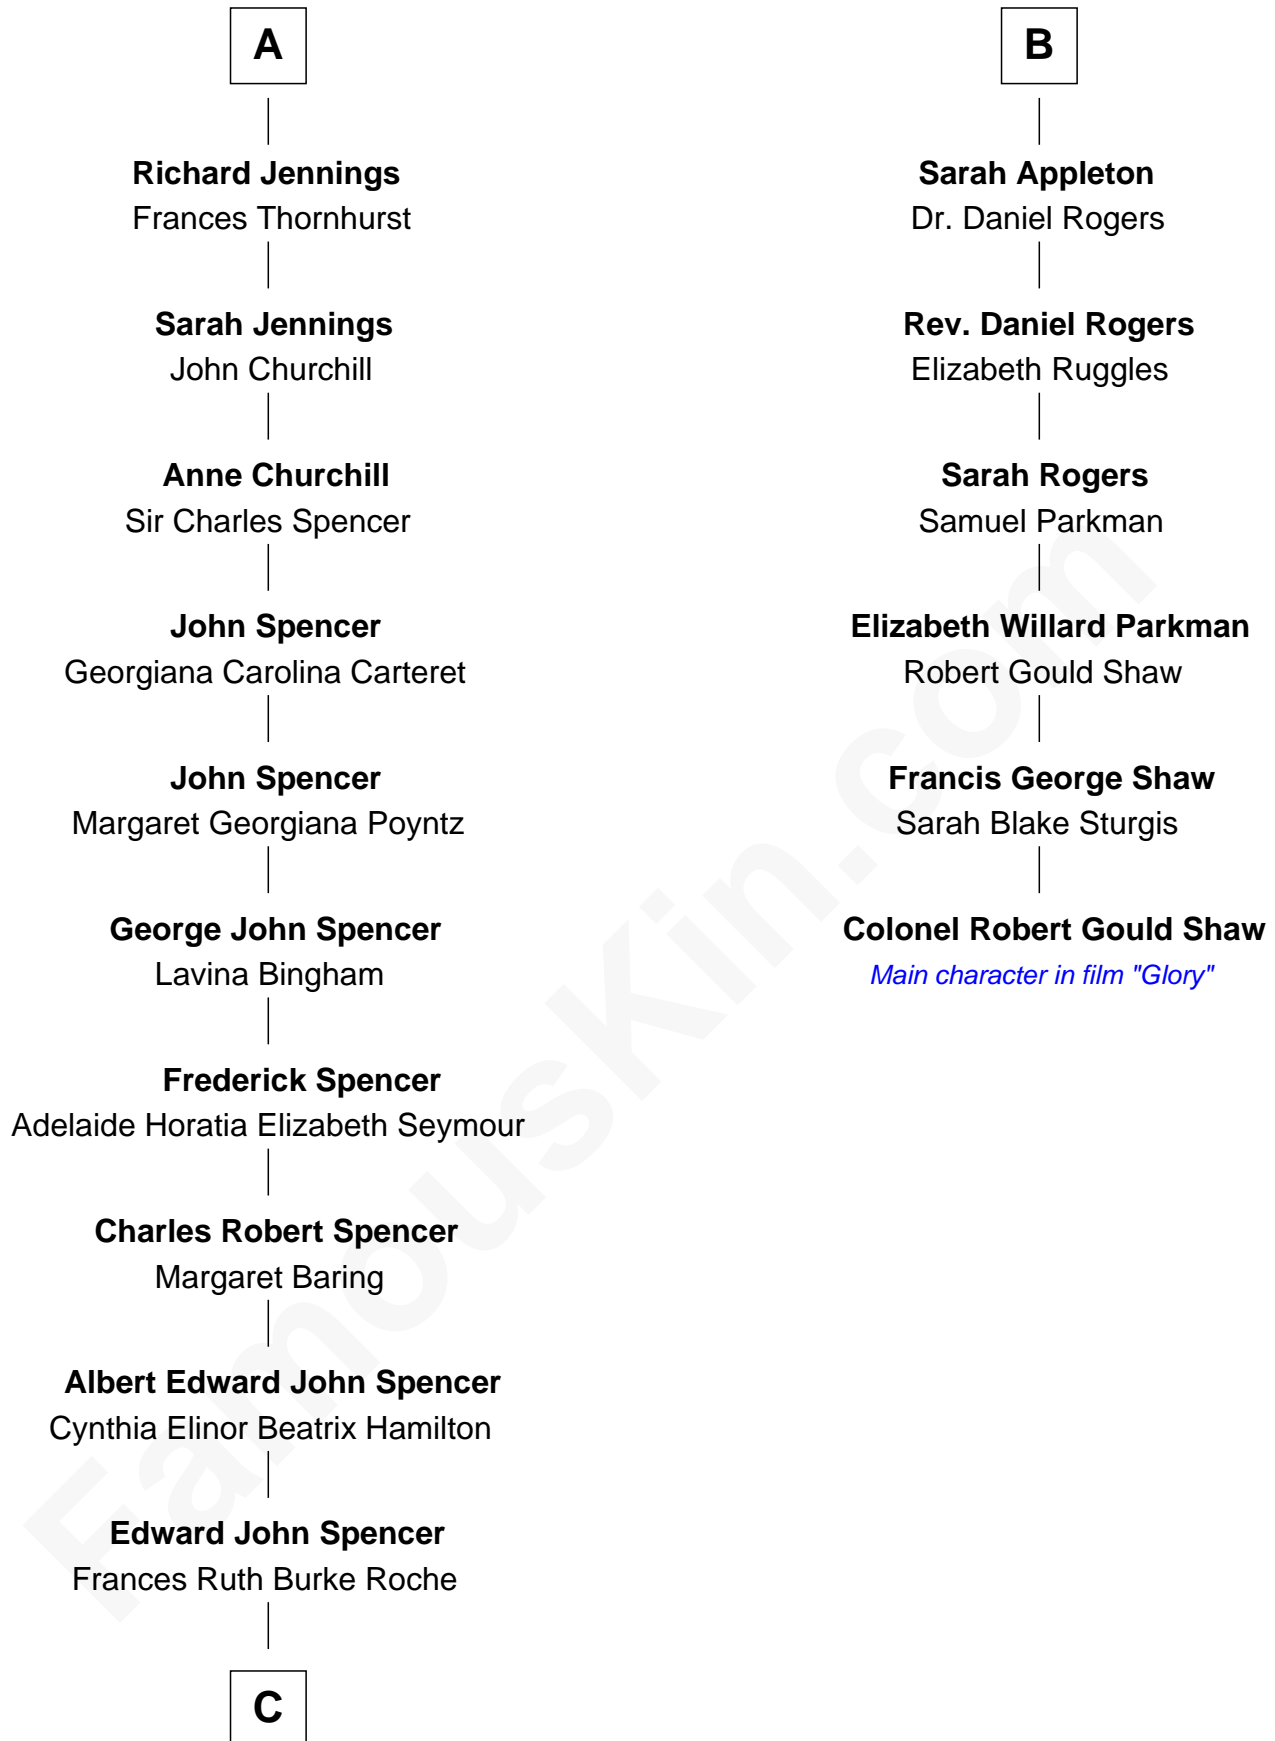 A
Richard Jennings
Frances Thornhurst
Sarah Jennings
John Churchill
Anne Churchill
Sir Charles Spencer
John Spencer
Georgiana Carolina Carteret
John Spencer
Margaret Georgiana Poyntz
George John Spencer
Lavina Bingham
Frederick Spencer
Adelaide Horatia Elizabeth Seymour
Charles Robert Spencer
Margaret Baring
Albert Edward John Spencer
Cynthia Elinor Beatrix Hamilton
Edward John Spencer
Frances Ruth Burke Roche
C
B
Sarah Appleton
Dr. Daniel Rogers
Rev. Daniel Rogers
Elizabeth Ruggles
Sarah Rogers
Samuel Parkman
Elizabeth Willard Parkman
Robert Gould Shaw
Francis George Shaw
Sarah Blake Sturgis
Colonel Robert Gould Shaw
Main character in film "Glory"
FamousKin.com